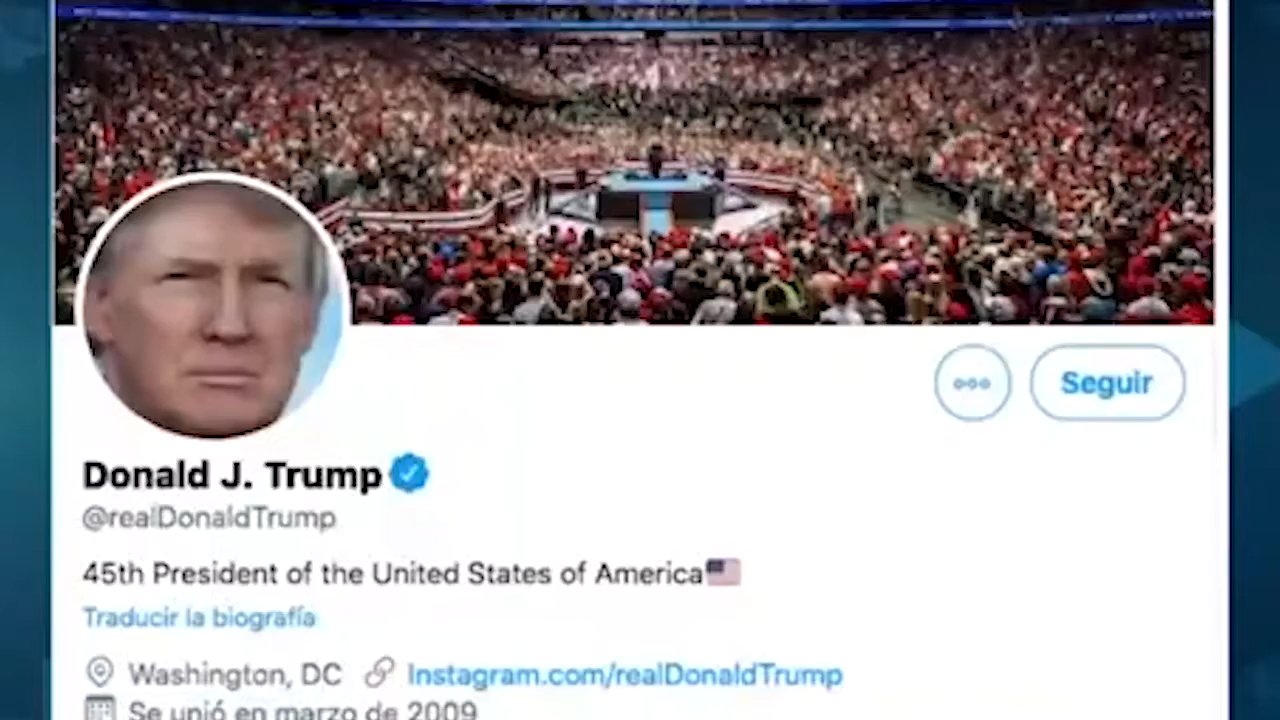 Seguir
Donald J. Trump
@realDonaldTrump
45th President of the United States of America
Traducir la biografía
Washington, DC Instagram.com/realDonaldTrump
Se unió en marzo de 2009